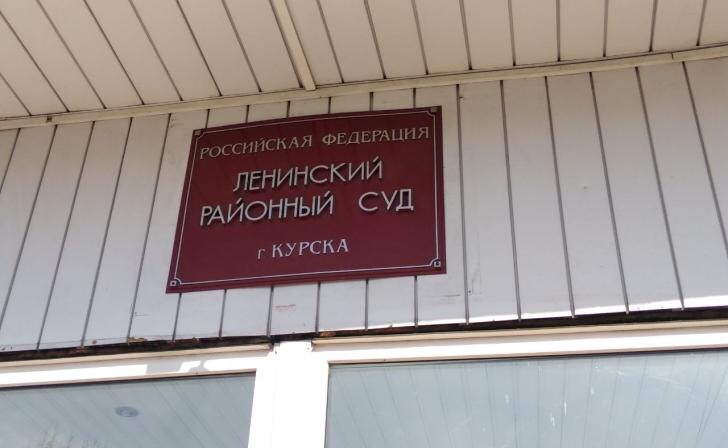 РОССИЙСКАЯ ФЕДЕРАЦИЯ
ЛЕНИНСКИЙ
РАЙОННЫЙ СУД
г КУРСКА